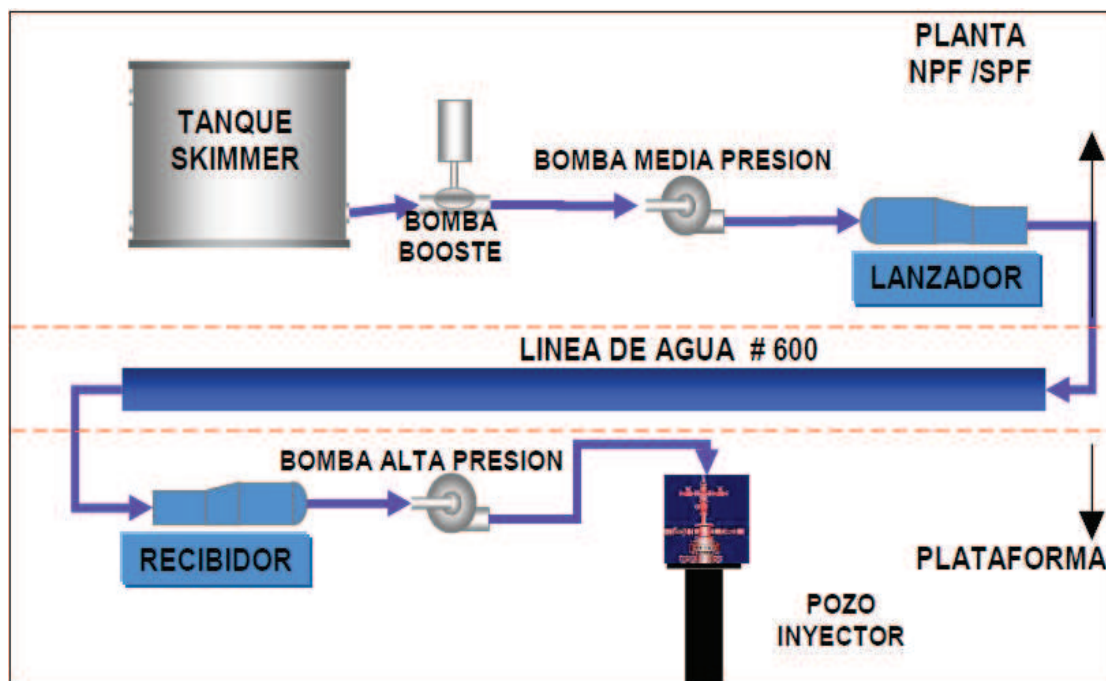 PLANTA
NPF /SPF
TANQUE
SKIMMER
BOMBA MEDIA PRESION
BOMBA
BOOSTE
LANZADOR
LINEA DE AGUA # 600
BOMBA ALTA PRESION
RECIBIDOR
PLATAFORMA
POZO
INYECTOR